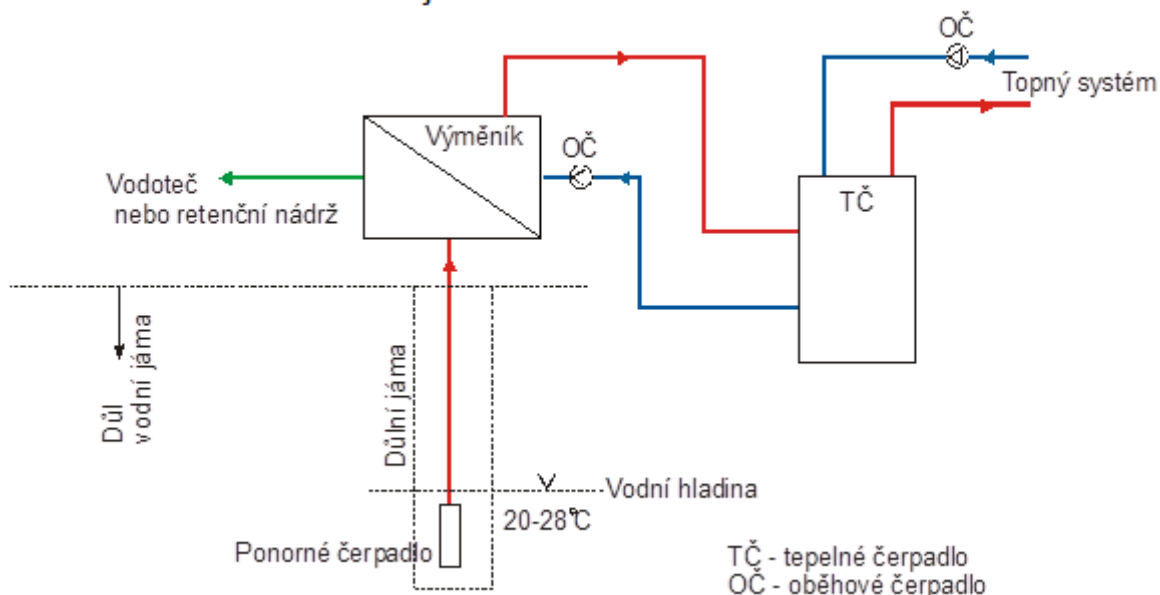 OČ
Topný systém
Výměník
OČ
TČ
Vodoteč
nebo retenční nádrž
Důl
vodní jáma
Důlní jáma
Vodní hladina
20-28°C
Ponorné čerpadlo
TČ - tepelné čerpadlo
OČ - oběhové čerpadlo